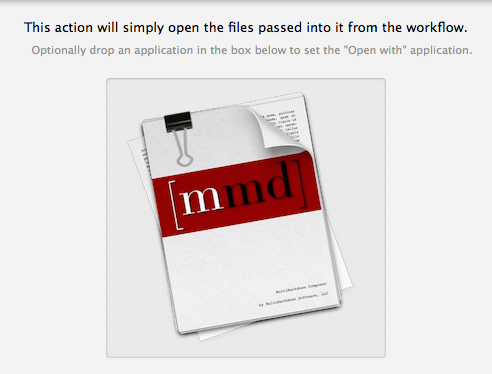 This action will simply open the files passed into it from the workflow.
Optionally drop an application in the box below to set the "Open with" application.
[mmd]
MultiMarkdown Composer
by MultiMarkdown Software, LLC